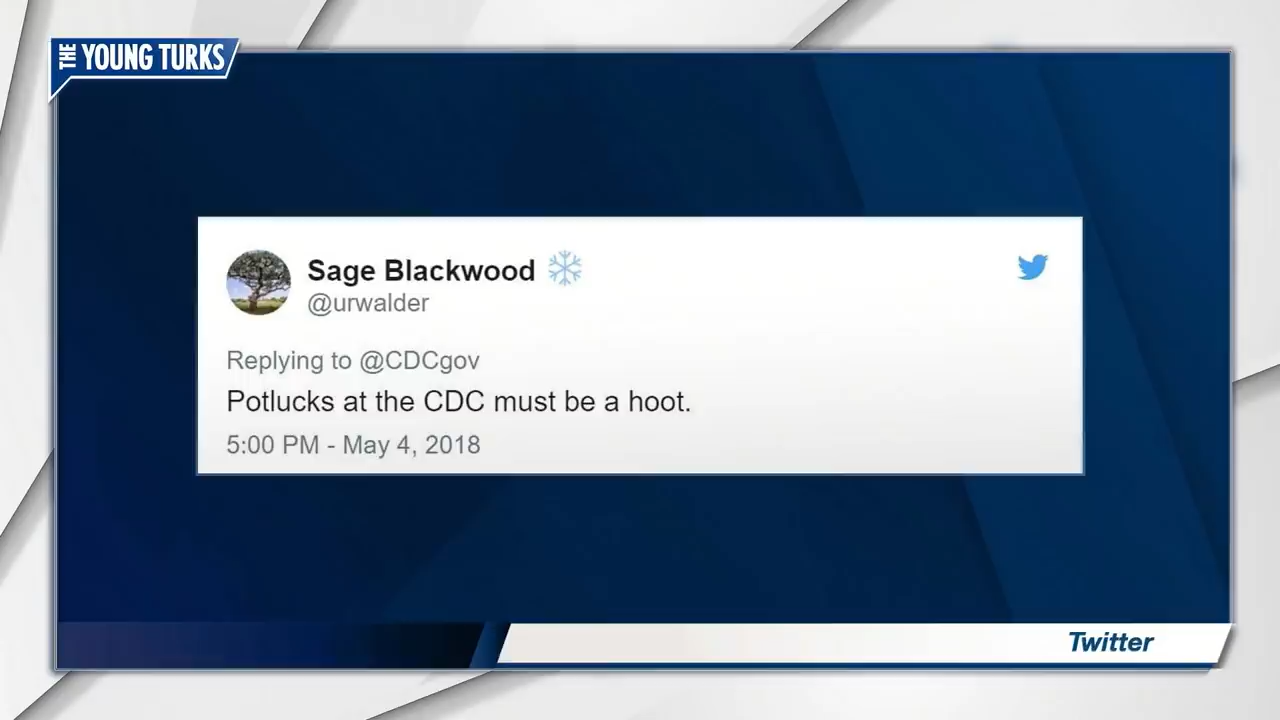 THE YOUNG TURKS
Sage Blackwood
@urwalder
Replying to @CDCgov
Potlucks at the CDC must be a hoot.
5:00 PM - May 4, 2018
Twitter